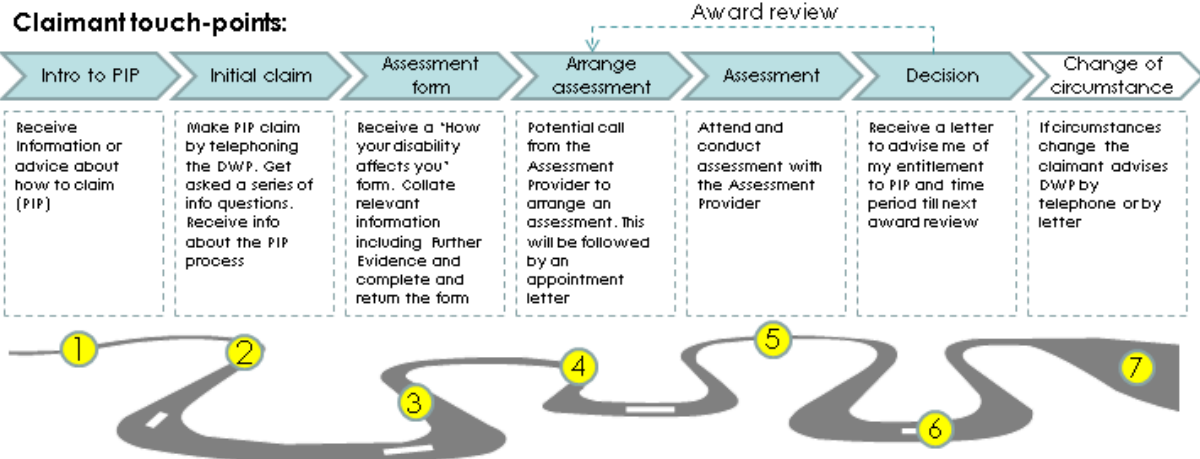 Claimant touch-points:
Award review
Intro to PIP
Initial claim
Assessment
form
Arrange
assessment
Assessment
Decision
Change of
circumstance
Receive
Information or
advice about
how to claim
(PIP)
Make PIP claim
by telephoning
the DWP. Get
asked a series of
info questions.
Receive info
about the PIP
process
Receive a 'How
your disability
affects you'
form. Collate
relevant
information
including Further
Evidence and
complete and
return the form
Potential call
from the
Assessment
Provider to
arrange an
assessment. This
will be followed
by an
appointment
letter
Attend and
conduct
assessment with
the Assessment
Provider
Receive a letter
to advise me of
my entitlement
to PIP and time
period till next
award review
If circumstances
change the
claimant advises
DWP by
telephone or by
letter
1
2
3
4
5
6
7